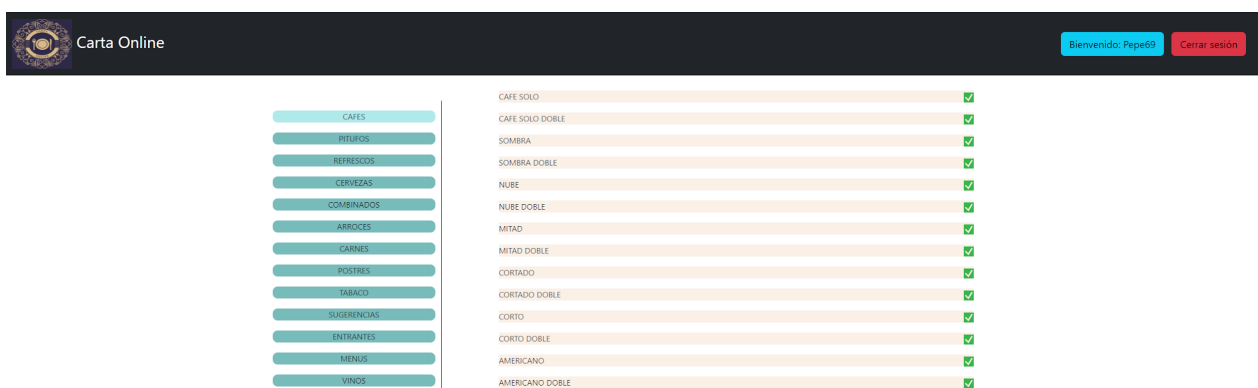 Carta Online
Bienvenido: Pepe69
Cerrar sesión
CAFES
PITUFOS
REFRESCOS
CERVEZAS
COMBINADOS
ARROCES
CARNES
POSTRES
TABACO
SUGERENCIAS
ENTRANTES
MENUS
VINOS
CAFE SOLO
CAFE SOLO DOBLE
SOMBRA
SOMBRA DOBLE
NUBE
NUBE DOBLE
MITAD
MITAD DOBLE
CORTADO
CORTADO DOBLE
CORTO
CORTO DOBLE
AMERICANO
AMERICANO DOBLE